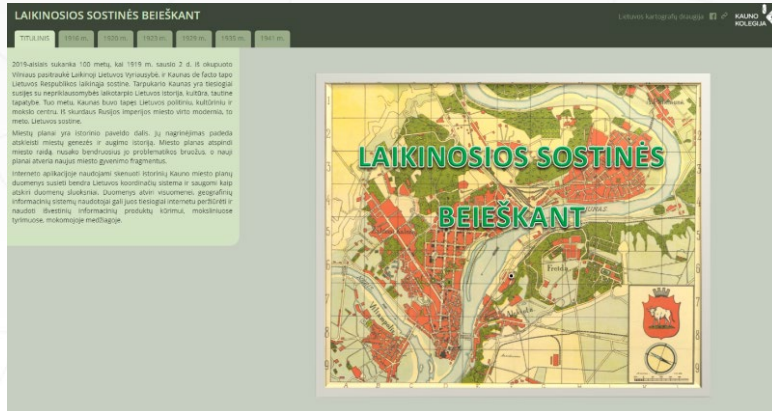 LAIKINOSIOS SOSTINĖS BEIEŠKANT
Lietuvos kartografų draugija
KAUNO
KOLEGIJA
TITULINIS 1918 m. 1920 m. 1923 m. 1929 m. 1935 m. 1941 m.
2019-aisiais sukanka 100 metų, kai 1919 m. sausio 2 d. iš okupuoto
Vilniaus pasitraukė Laikinoji Lietuvos Vyriausybė, ir Kaunas de facto tapo
Lietuvos Respublikos laikinąja sostine. Tarpukario Kaunas yra tiesiogiai
susijęs su nepriklausomybės laikotarpio Lietuvos istorija, kultūra, tautine
tapatybe. Tuo metu, Kaunas buvo tapęs Lietuvos politiniu, kultūriniu ir
mokslo centru. Iš skurdaus Rusijos imperijos miesto virto modernia, to
meto, Lietuvos sostine.
Miestų planai yra istorinio paveldo dalis. Jų nagrinėjimas padeda
atskleisti miestų genezės ir augimo istoriją. Miesto planas atspindi
miesto raidą, nusako bendruosius jo problematikos bruožus, o nauji
planai atveria naujus miesto gyvenimo fragmentus.
Interneto aplikacijoje naudojami skenuoti istorinių Kauno miesto planų
duomenys susieti bendra Lietuvos koordinačių sistema ir saugomi kaip
atskiri duomenų sluoksniai. Duomenys atviri visuomenei, geografinių
informacinių sistemų naudotojai gali juos tiesiogiai internetu peržiūrėti ir
naudoti išvestinių informacinių produktų kūrimui, moksliniuose
tyrimuose, mokomojoje medžiagoje.
LAIKINOSIOS SOSTINĖS
BEIEŠKANT
Freda